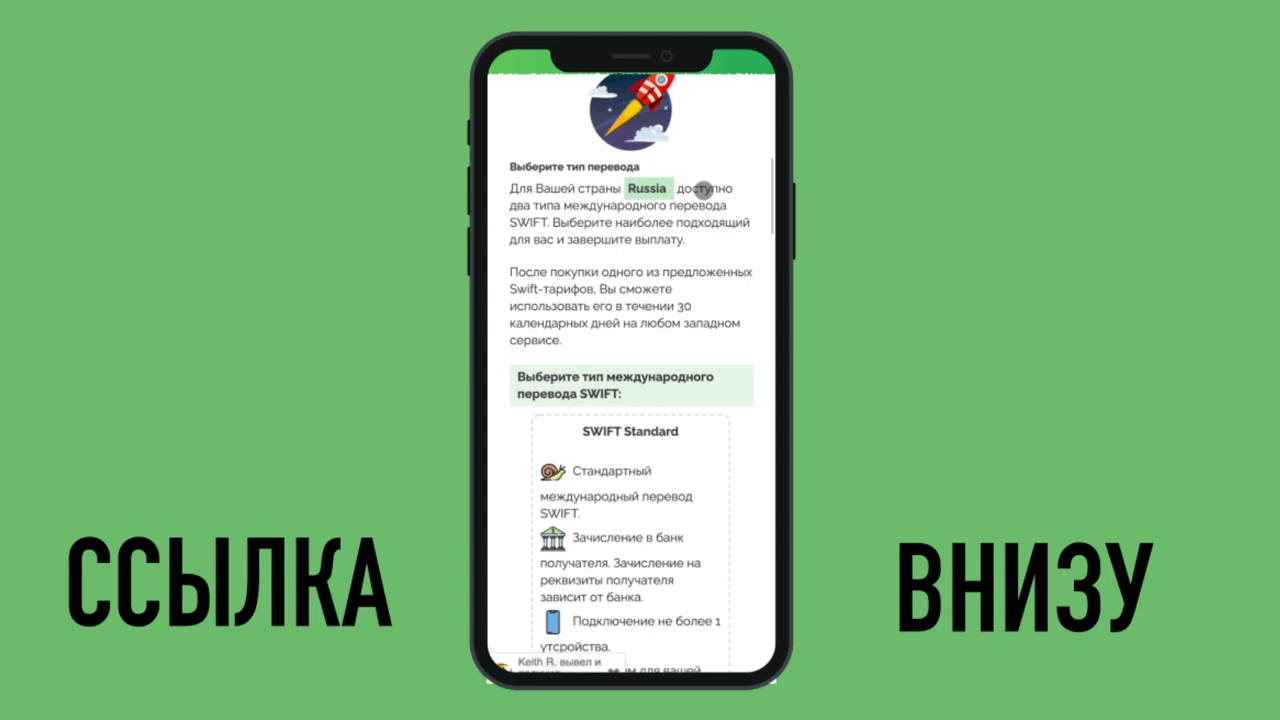 Выберите тип перевода
Для Вашей страны Russia доступно
два типа международного перевода
SWIFT. Выберите наиболее подходящий
для вас и завершите выплату.
После покупки одного из предложенных
Swift-тарифов, Вы сможете
использовать его в течении 30
календарных дней на любом западном
сервисе.
Выберите тип международного
перевода SWIFT:
SWIFT Standard
Стандартный
международный перевод
SWIFT.
Зачисление в банк
получателя. Зачисление на
реквизиты получателя
зависит от банка.
Подключение не более 1
утсройства.
Keith R. вывел и
для вашей
ССЫЛКА
ВНИЗУ